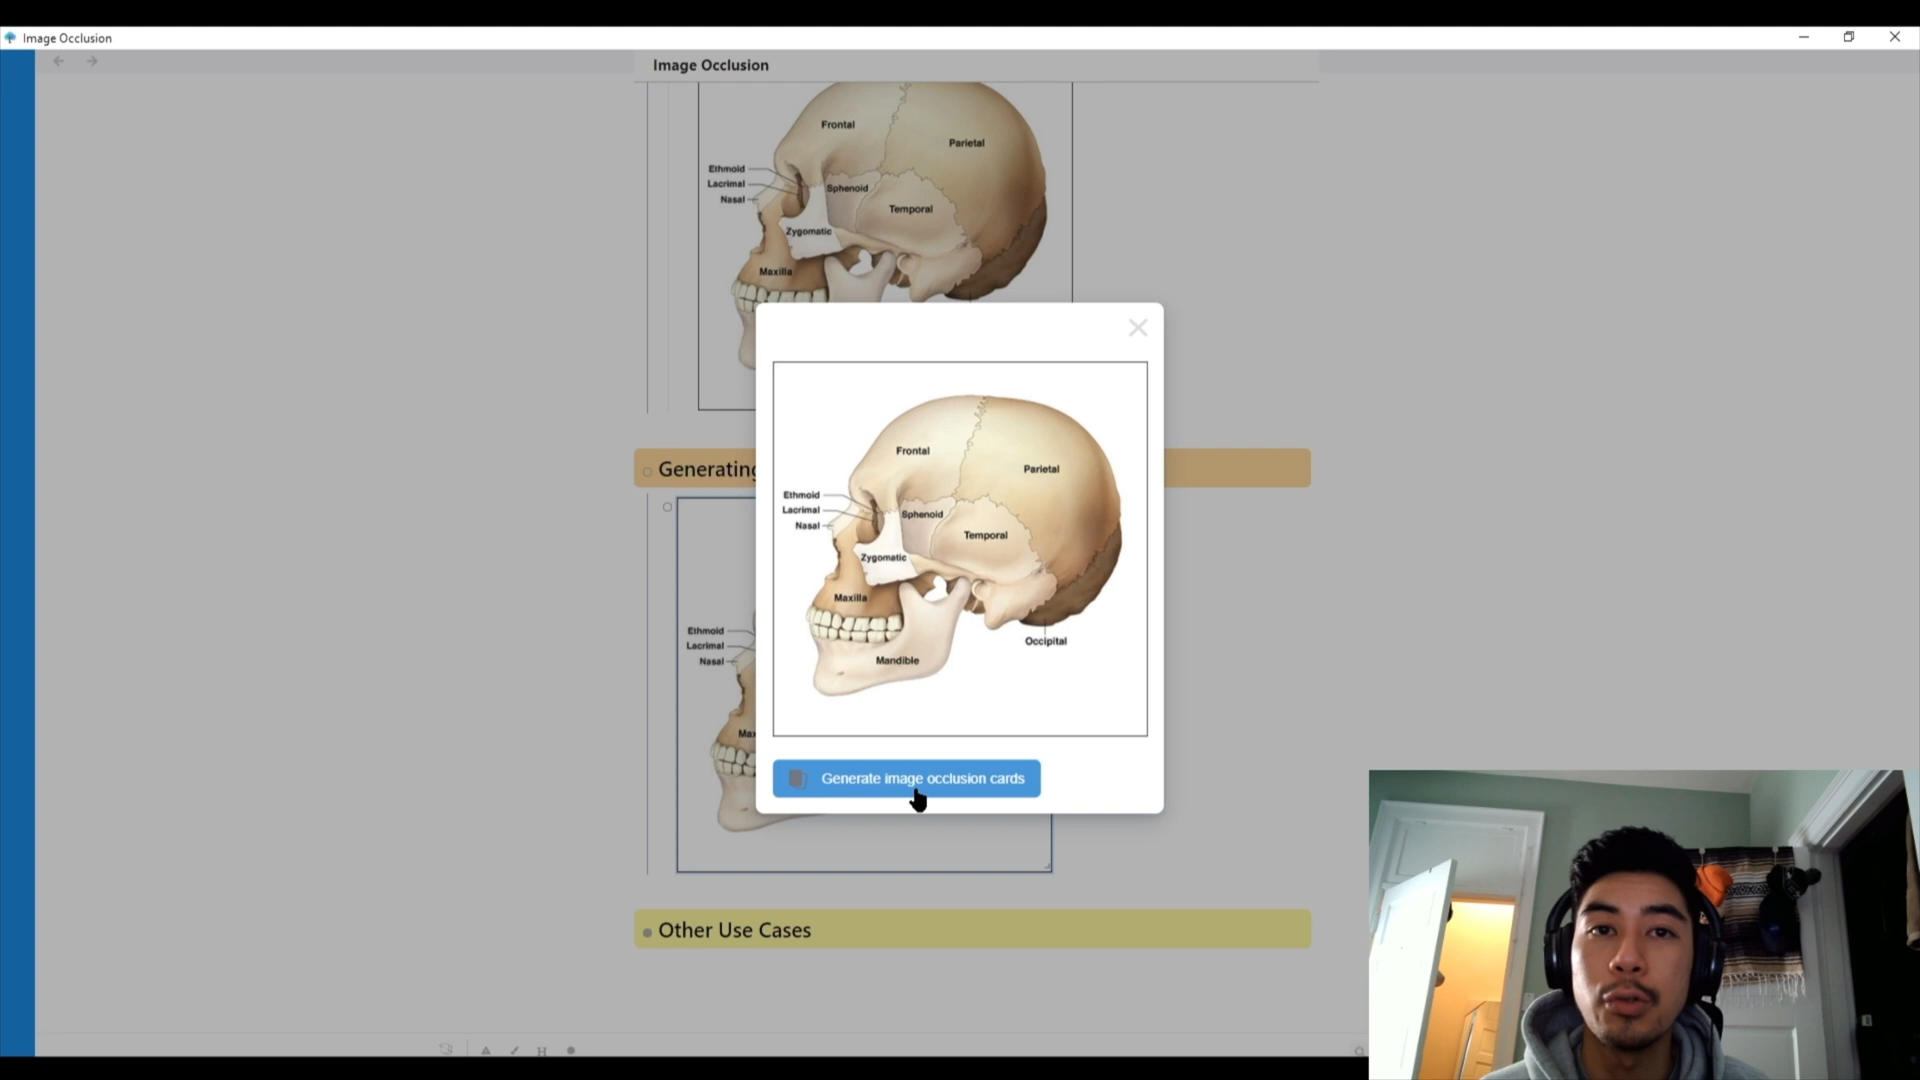 Image Occlusion
Image Occlusion
Frontal
Parietal
Ethmoid
Lacrimal
Nasal
Sphenoid
Temporal
Zygomatic
Maxilla
Generating
Ethmoid
Lacrimal
Nasal
Max
Frontal
Parietal
Ethmoid
Lacrimal
Nasal
Sphenoid
Temporal
Zygomatic
Maxilla
Occipital
Mandible
Generate image occlusion cards
Other Use Cases
H